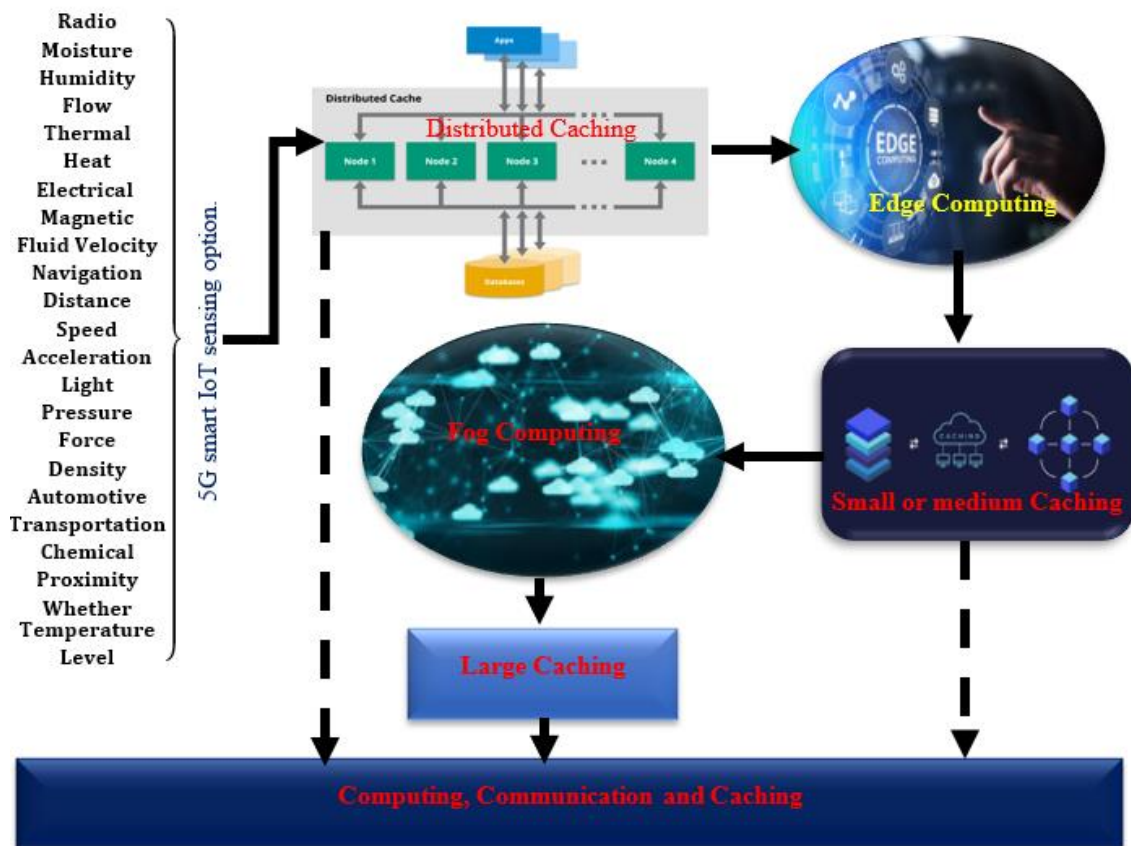 Radio
Moisture
Humidity
Flow
Thermal
Heat
Electrical
Magnetic
Fluid Velocity
Navigation
Distance
Speed
Acceleration
Light
Pressure
Force
Density
Automotive
Transportation
Chemical
Proximity
Whether
Temperature
Level
5G smart IoT sensing option.
Apps
Distributed Cache
Distributed Caching
Node 1
Node 2
Node 3
Node 4
Databases
EDGE
COMPUTING
Edge Computing
CACHING
Small or medium Caching
Fog Computing
Large Caching
Computing, Communication and Caching